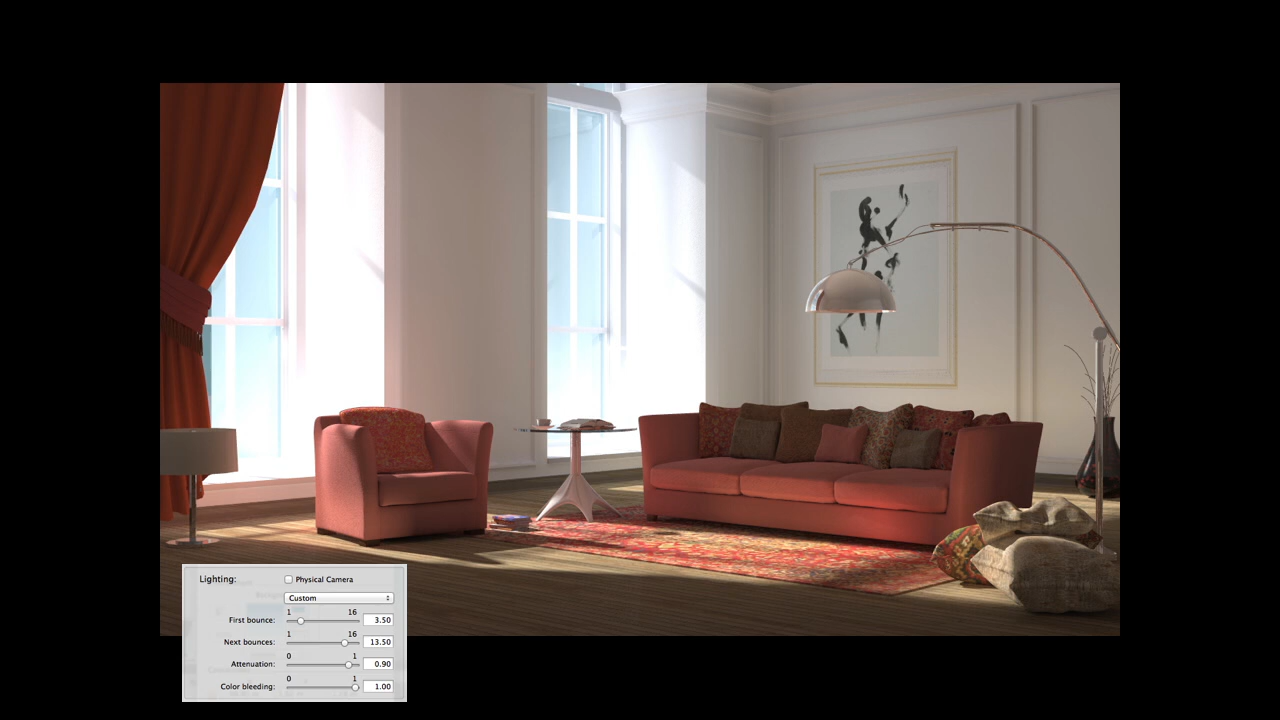 Lighting: Physical Camera
Custom
1 16
First bounce: 3.50
1 16
Next bounces: 13.50
0 1
Attenuation: 0.90
0 1
Color bleeding: 1.00